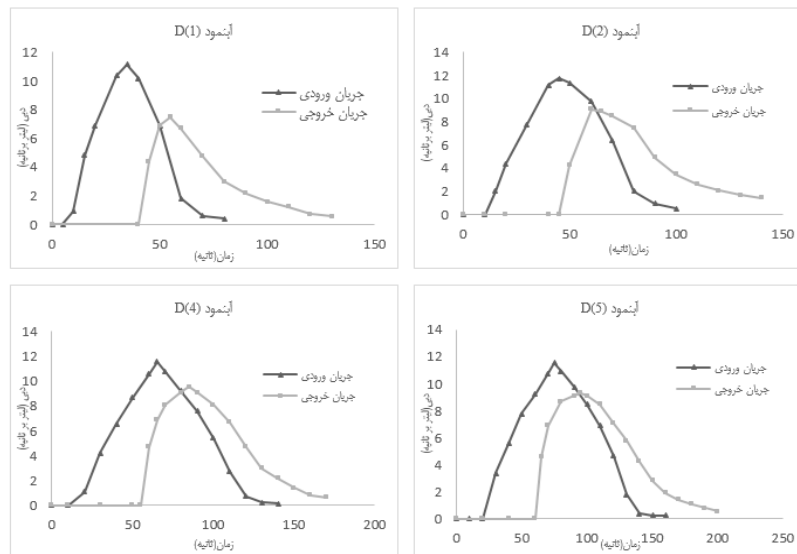 آبنمود D(1)
12
10
8
6
4
2
0
0 50 100 150
دبی (لیتر بر ثانیه)
زمان(ثانیه)
جریان ورودی
جریان خروجی
آبنمود D(2)
14
12
10
8
6
4
2
0
0 50 100 150
دبی(لیتر بر ثانیه)
زمان(ثانیه)
جریان ورودی
جریان خروجی
آبنمود D(4)
14
12
10
8
6
4
2
0
0 50 100 150 200
دبی (لیتر بر ثانیه)
زمان(ثانیه)
جریان ورودی
جریان خروجی
آبنمود D(5)
14
12
10
8
6
4
2
0
0 50 100 150 200 250
دبی(لیتر بر ثانیه)
زمان(ثانیه)
جریان ورودی
جریان خروجی